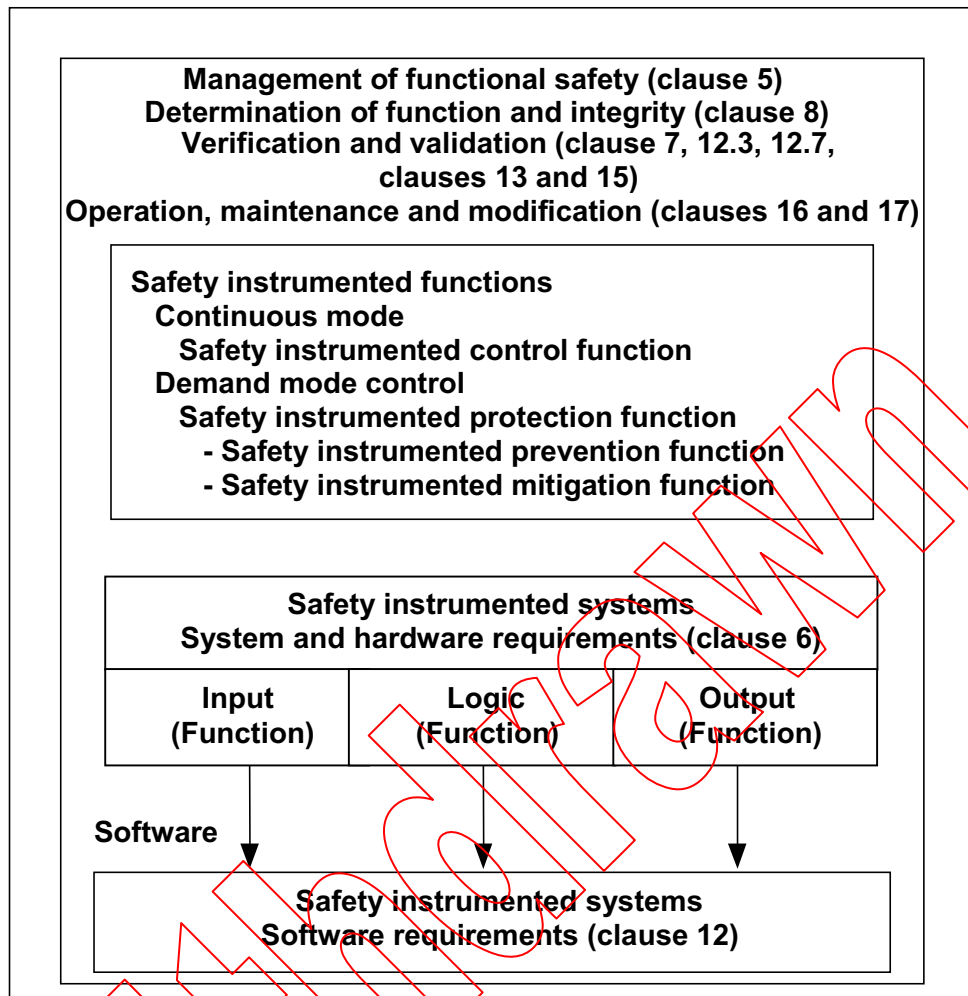 Management of functional safety (clause 5)
Determination of function and integrity (clause 8)
Verification and validation (clause 7, 12.3, 12.7,
clauses 13 and 15)
Operation, maintenance and modification (clauses 16 and 17)
Safety instrumented functions
Continuous mode
Safety instrumented control function
Demand mode control
Safety instrumented protection function
- Safety instrumented prevention function
- Safety instrumented mitigation function
Safety instrumented systems
System and hardware requirements (clause 6)
Input
(Function)
Logic
(Function)
Output
(Function)
Software
Safety instrumented systems
Software requirements (clause 12)